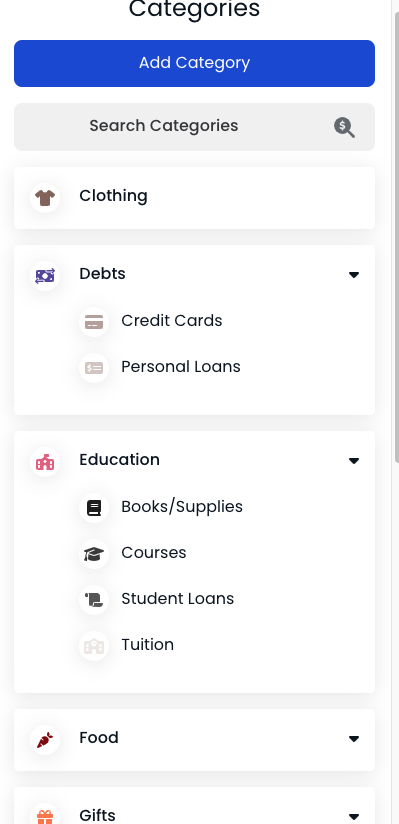 Categories
Add Category
Search Categories
Clothing
Debts
Credit Cards
Personal Loans
Education
Books/Supplies
Courses
Student Loans
Tuition
Food
Gifts